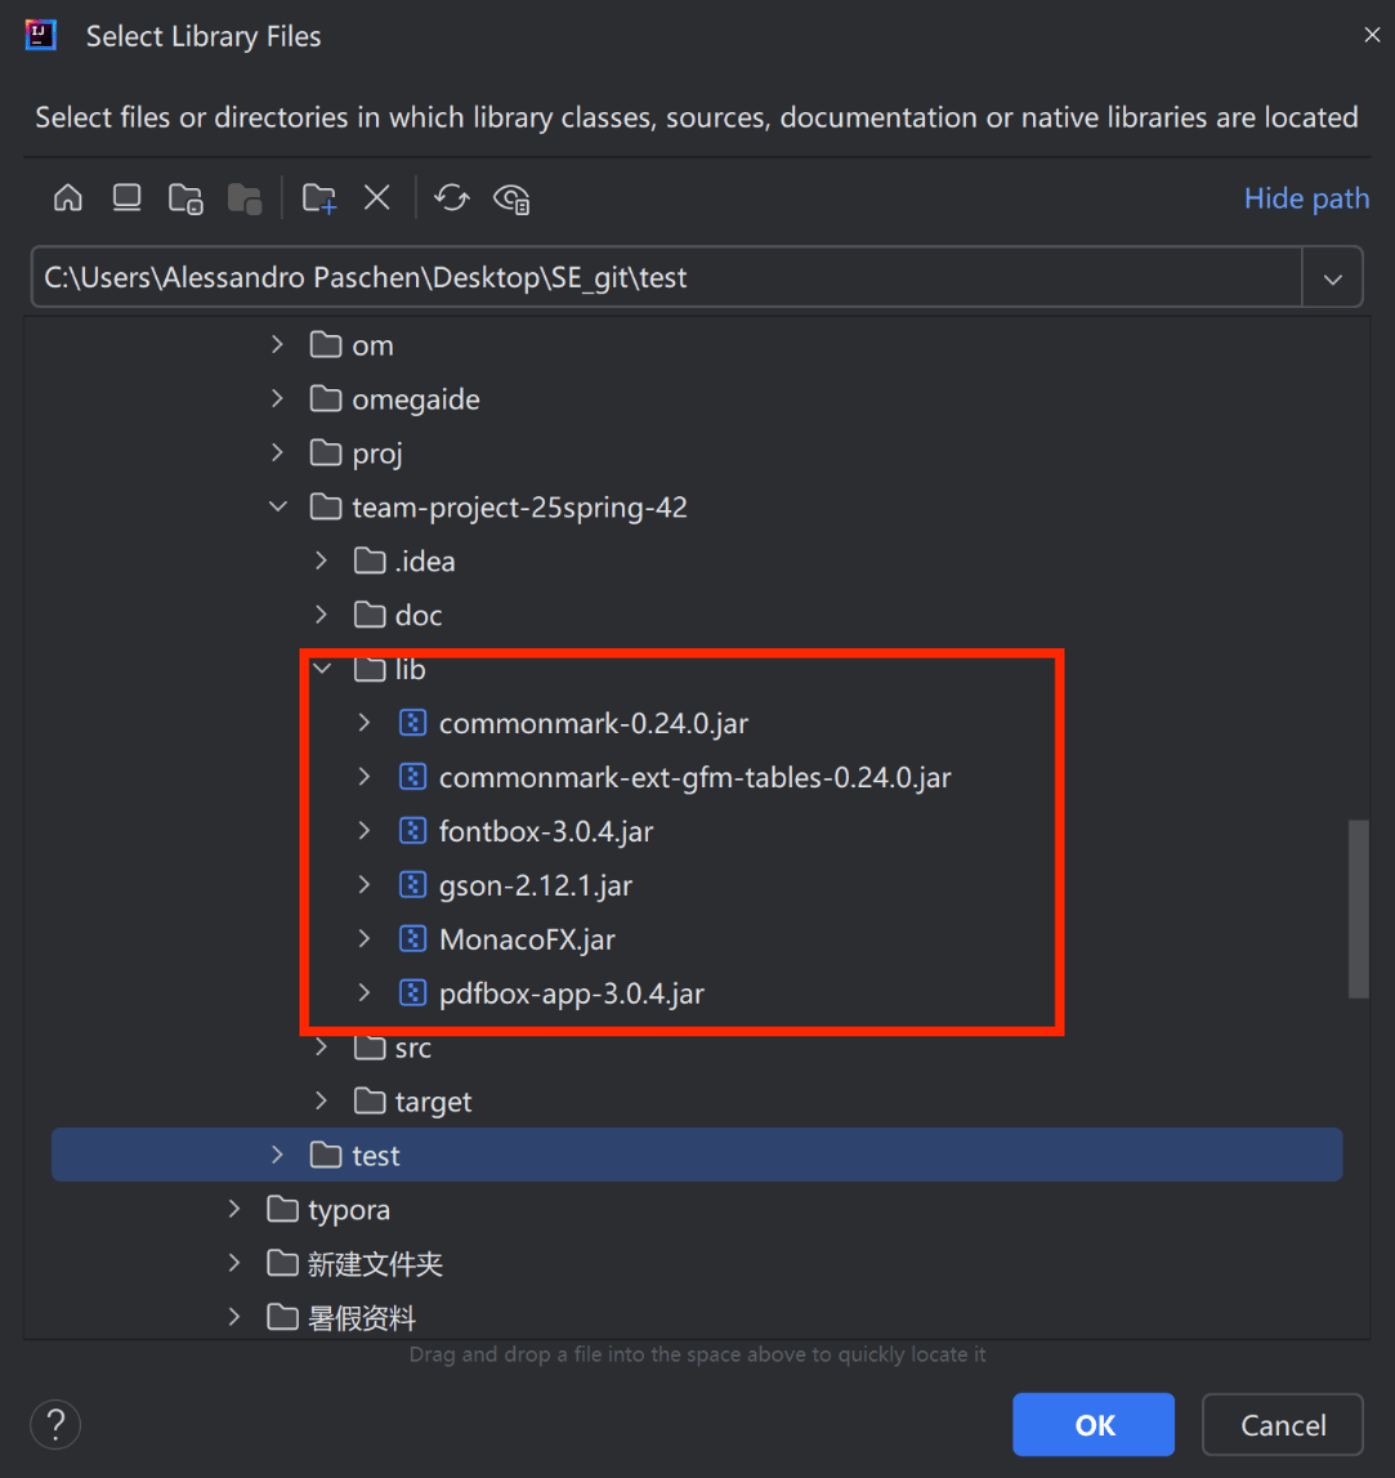 Select Library Files
Select files or directories in which library classes, sources, documentation or native libraries are located
Hide path
C:\Users\Alessandro Paschen\Desktop\SE_git\test
om
omegaide
proj
team-project-25spring-42
.idea
doc
lib
commonmark-0.24.0.jar
commonmark-ext-gfm-tables-0.24.0.jar
fontbox-3.0.4.jar
gson-2.12.1.jar
MonacoFX.jar
pdfbox-app-3.0.4.jar
src
target
test
typora
新建文件夹
暑假资料
Drag and drop a file into the space above to quickly locate it
?
OK
Cancel